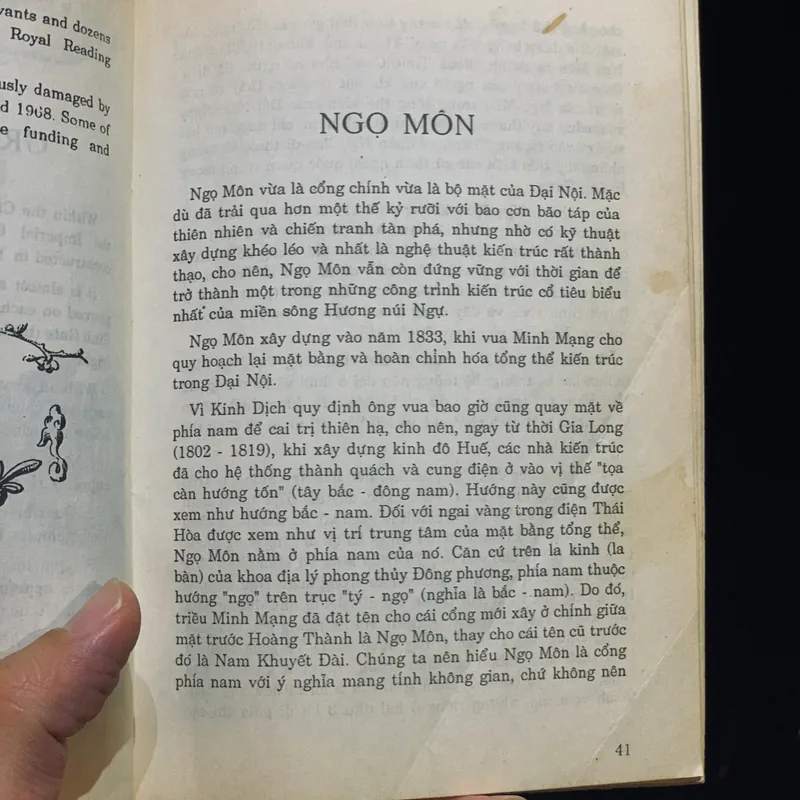 vants and dozens
Royal Reading
usly damaged by
d 1968. Some of
e funding and
NGỌ MÔN
Ngọ Môn vừa là cổng chính vừa là bộ mặt của Đại Nội. Mặc
dù đã trải qua hơn một thế kỷ rưỡi với bao cơn bão táp của
thiên nhiên và chiến tranh tàn phá, nhưng nhờ có kỹ thuật
xây dựng khéo léo và nhất là nghệ thuật kiến trúc rất thành
thạo, cho nên, Ngọ Môn vẫn còn đứng vững với thời gian để
trở thành một trong những công trình kiến trúc cổ tiêu biểu
nhất của miền sông Hương núi Ngự.
Ngọ Môn xây dựng vào năm 1833, khi vua Minh Mạng cho
quy hoạch lại mặt bằng và hoàn chỉnh hóa tổng thể kiến trúc
trong Đại Nội.
Vì Kinh Dịch quy định ông vua bao giờ cũng quay mặt về
phía nam để cai trị thiên hạ, cho nên, ngay từ thời Gia Long
(1802 - 1819), khi xây dựng kinh đô Huế, các nhà kiến trúc
đã cho hệ thống thành quách và cung điện ở vào vị thế "tọa
càn hướng tốn" (tây bắc - đông nam). Hướng này cũng được
xem như hướng bắc - nam. Đối với ngai vàng trong điện Thái
Hòa được xem như vị trí trung tâm của mặt bằng tổng thể,
Ngọ Môn nằm ở phía nam của nó. Căn cứ trên la kinh (la
bàn) của khoa địa lý phong thủy Đông phương, phía nam thuộc
hướng "ngọ" trên trục "tý - ngọ" (nghĩa là bắc - nam). Do đó,
triều Minh Mạng đã đặt tên cho cái cổng mới xây ở chính giữa
mặt trước Hoàng Thành là Ngọ Môn, thay cho cái tên cũ trước
đó là Nam Khuyết Đài. Chúng ta nên hiểu Ngọ Môn là cổng
phía nam với ý nghĩa mang tính không gian, chứ không nên
41